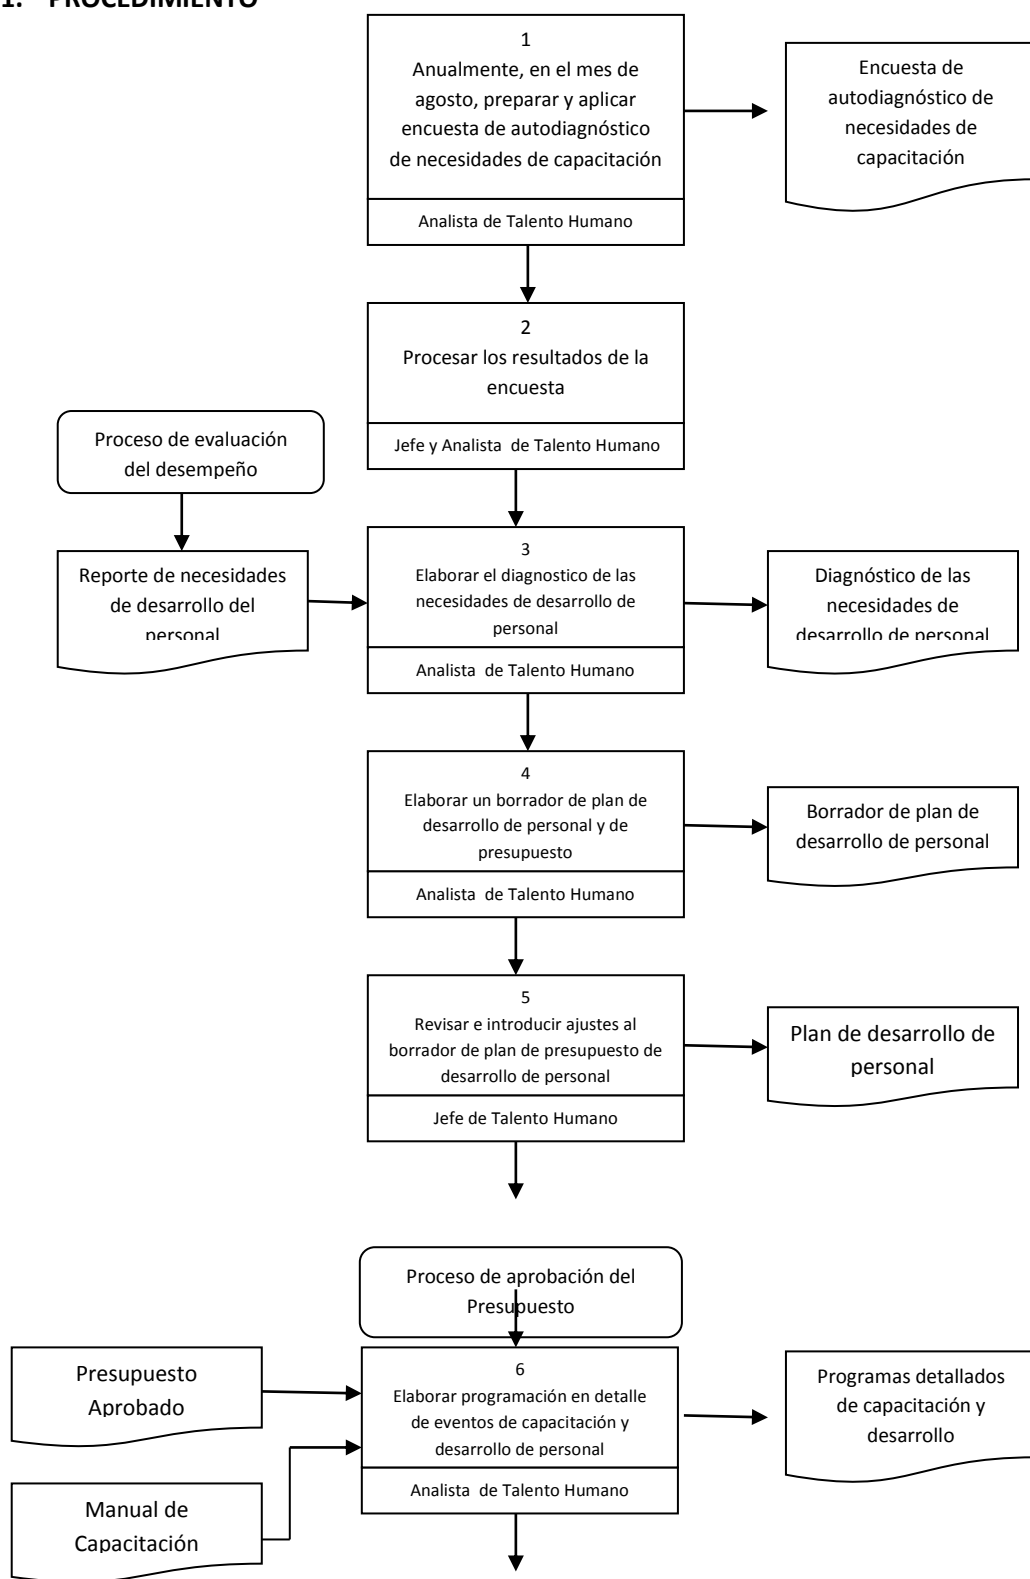 1. PROCEDIMIENTO
1
Anualmente, en el mes de
agosto, preparar y aplicar
encuesta de autodiagnóstico
de necesidades de capacitación
Analista de Talento Humano
Encuesta de
autodiagnóstico de
necesidades de
capacitación
2
Procesar los resultados de la
encuesta
Jefe y Analista de Talento Humano
Proceso de evaluación
del desempeño
Reporte de necesidades
de desarrollo del
personal
3
Elaborar el diagnostico de las
necesidades de desarrollo de
personal
Analista de Talento Humano
Diagnóstico de las
necesidades de
desarrollo de personal
4
Elaborar un borrador de plan de
desarrollo de personal y de
presupuesto
Analista de Talento Humano
Borrador de plan de
desarrollo de personal
5
Revisar e introducir ajustes al
borrador de plan de presupuesto de
desarrollo de personal
Jefe de Talento Humano
Plan de desarrollo de
personal
Proceso de aprobación del
Presupuesto
Presupuesto
Aprobado
Manual de
Capacitación
6
Elaborar programación en detalle
de eventos de capacitación y
desarrollo de personal
Analista de Talento Humano
Programas detallados
de capacitación y
desarrollo